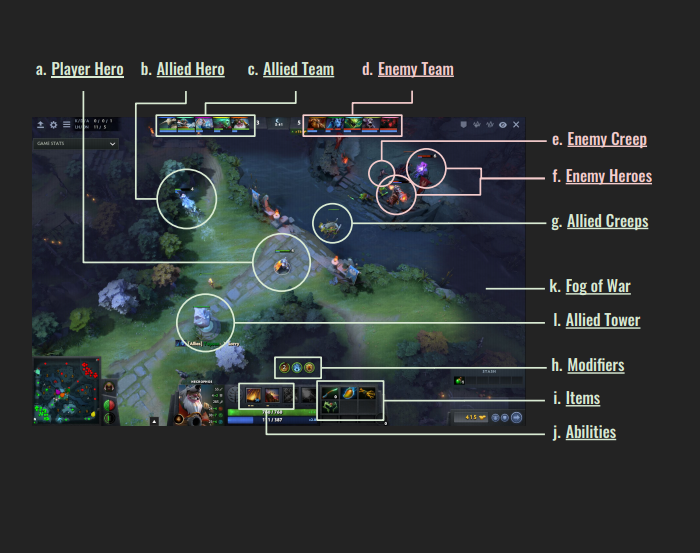 a. Player Hero b. Allied Hero c. Allied Team d. Enemy Team
GAME STATS
e. Enemy Creep
f. Enemy Heroes
g. Allied Creeps
k. Fog of War
l. Allied Tower
h. Modifiers
STASH
NECROPHOS
i. Items
j. Abilities